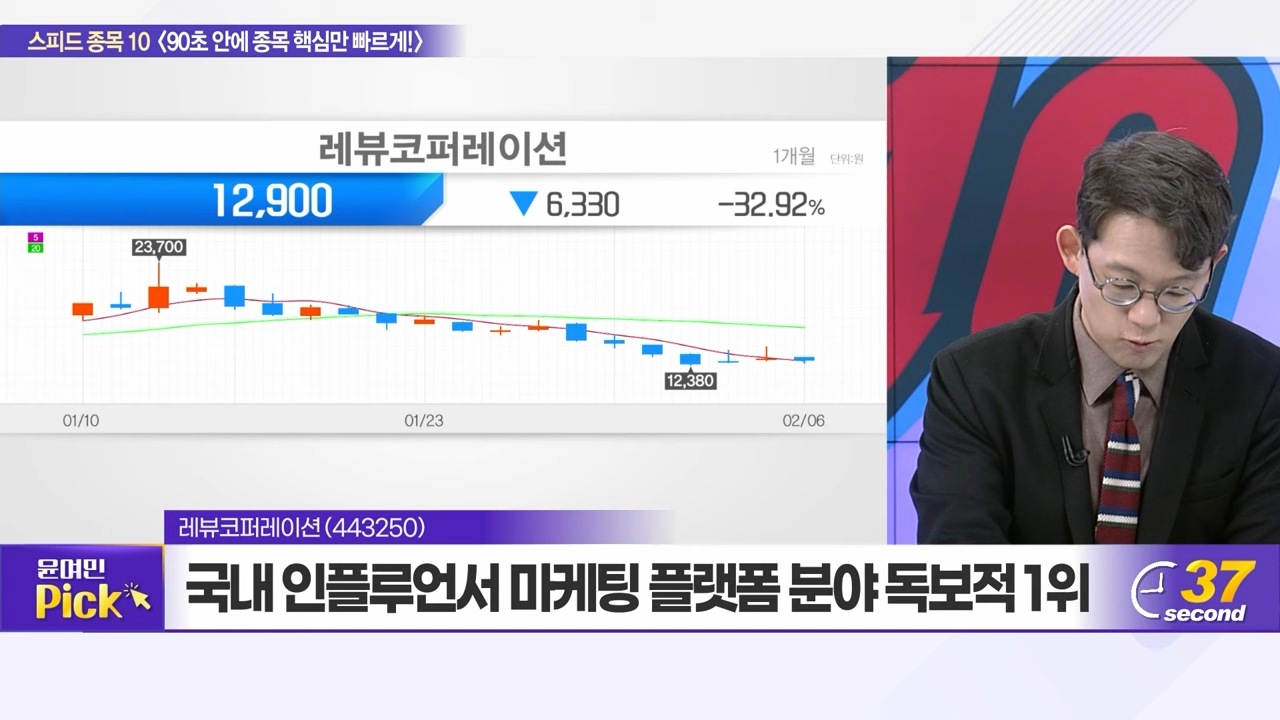 스피드 종목 10 〈90초 안에 종목 핵심만 빠르게!〉
레뷰코퍼레이션
1개월 단위:원
12,900 ▼ 6,330 -32.92%
5
20
23,700
12,380
01/10 01/23 02/06
레뷰코퍼레이션 (443250)
윤여민
Pick
국내 인플루언서 마케팅 플랫폼 분야 독보적 1위
37
second